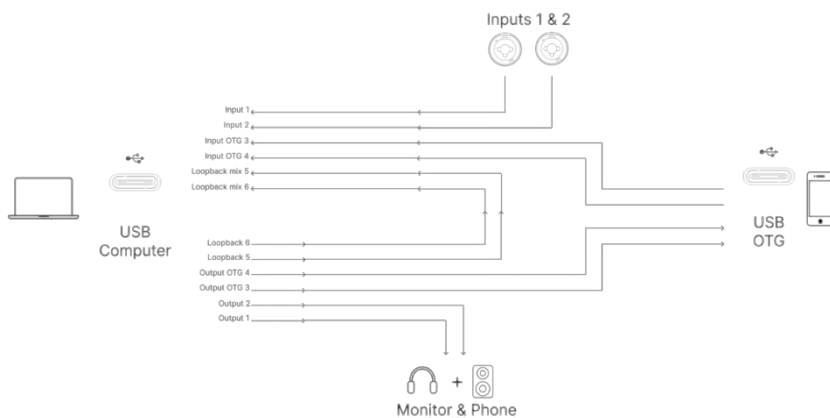 Inputs 1 & 2
Input 1
Input 2
Input OTG 3
Input OTG 4
Loopback mix 5
Loopback mix 6
USB
Computer
USB
OTG
Loopback 6
Loopback 5
Output OTG 4
Output OTG 3
Output 2
Output 1
+
Monitor & Phone